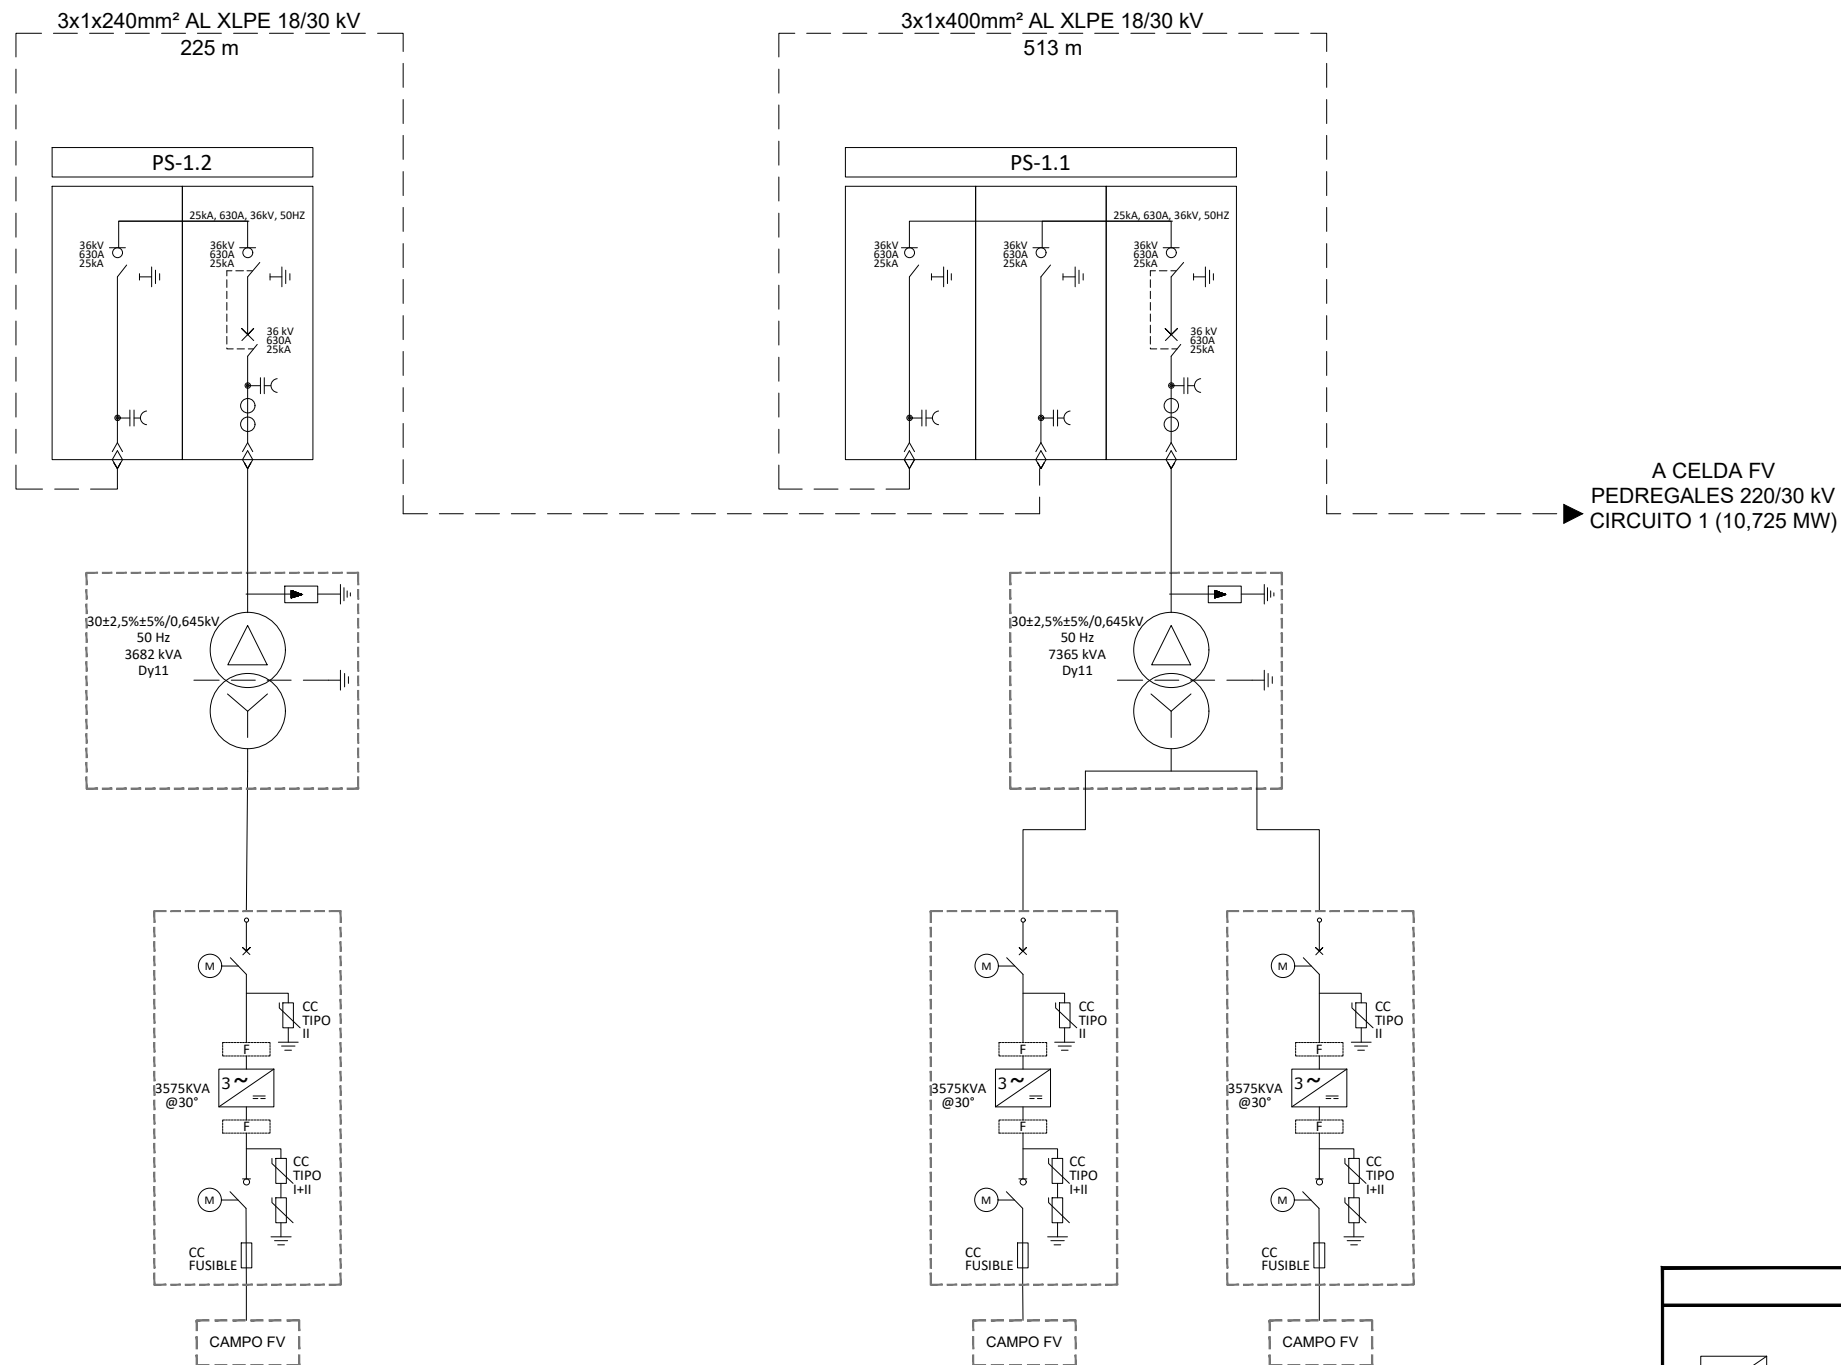 3x1x240mm² AL XLPE 18/30 kV
225 m
3x1x400mm² AL XLPE 18/30 kV
513 m
PS-1.2
25kA, 630A, 36kV, 50HZ
36kV
630A
25kA
36kV
630A
25kA
36 kV
630A
25kA
PS-1.1
25kA, 630A, 36kV, 50HZ
36kV
630A
25kA
36kV
630A
25kA
36kV
630A
25kA
36 kV
630A
25kA
A CELDA FV
PEDREGALES 220/30 kV
CIRCUITO 1 (10,725 MW)
30±2,5%±5%/0,645kV
50 Hz
3682 kVA
Dy11
30±2,5%±5%/0,645kV
50 Hz
7365 kVA
Dy11
M
CC
TIPO
II
F
3575KVA
@30°
3 ~
F
CC
TIPO
I+II
M
CC
FUSIBLE
CAMPO FV
M
CC
TIPO
II
F
3575KVA
@30°
3 ~
F
CC
TIPO
I+II
M
CC
FUSIBLE
CAMPO FV
M
CC
TIPO
II
F
3575KVA
@30°
3 ~
F
CC
TIPO
I+II
M
CC
FUSIBLE
CAMPO FV